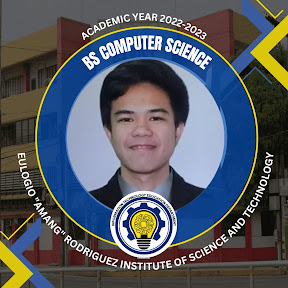 ACADEMIC YEAR 2022-2023
BS COMPUTER SCIENCE
EULOGIO "AMANG" RODRIGUEZ INSTITUTE OF SCIENCE AND TECHNOLOGY